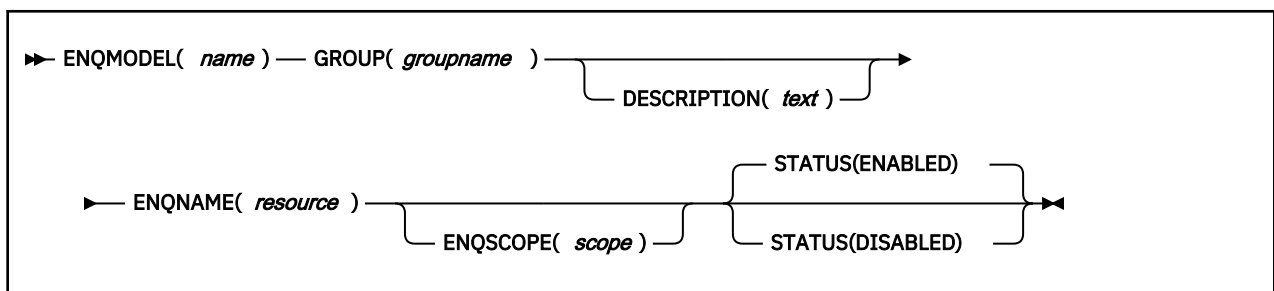 ENQMODEL( name ) GROUP( groupname )
DESCRIPTION( text )
STATUS(ENABLED)
ENQNAME( resource )
ENQSCOPE( scope ) STATUS(DISABLED)